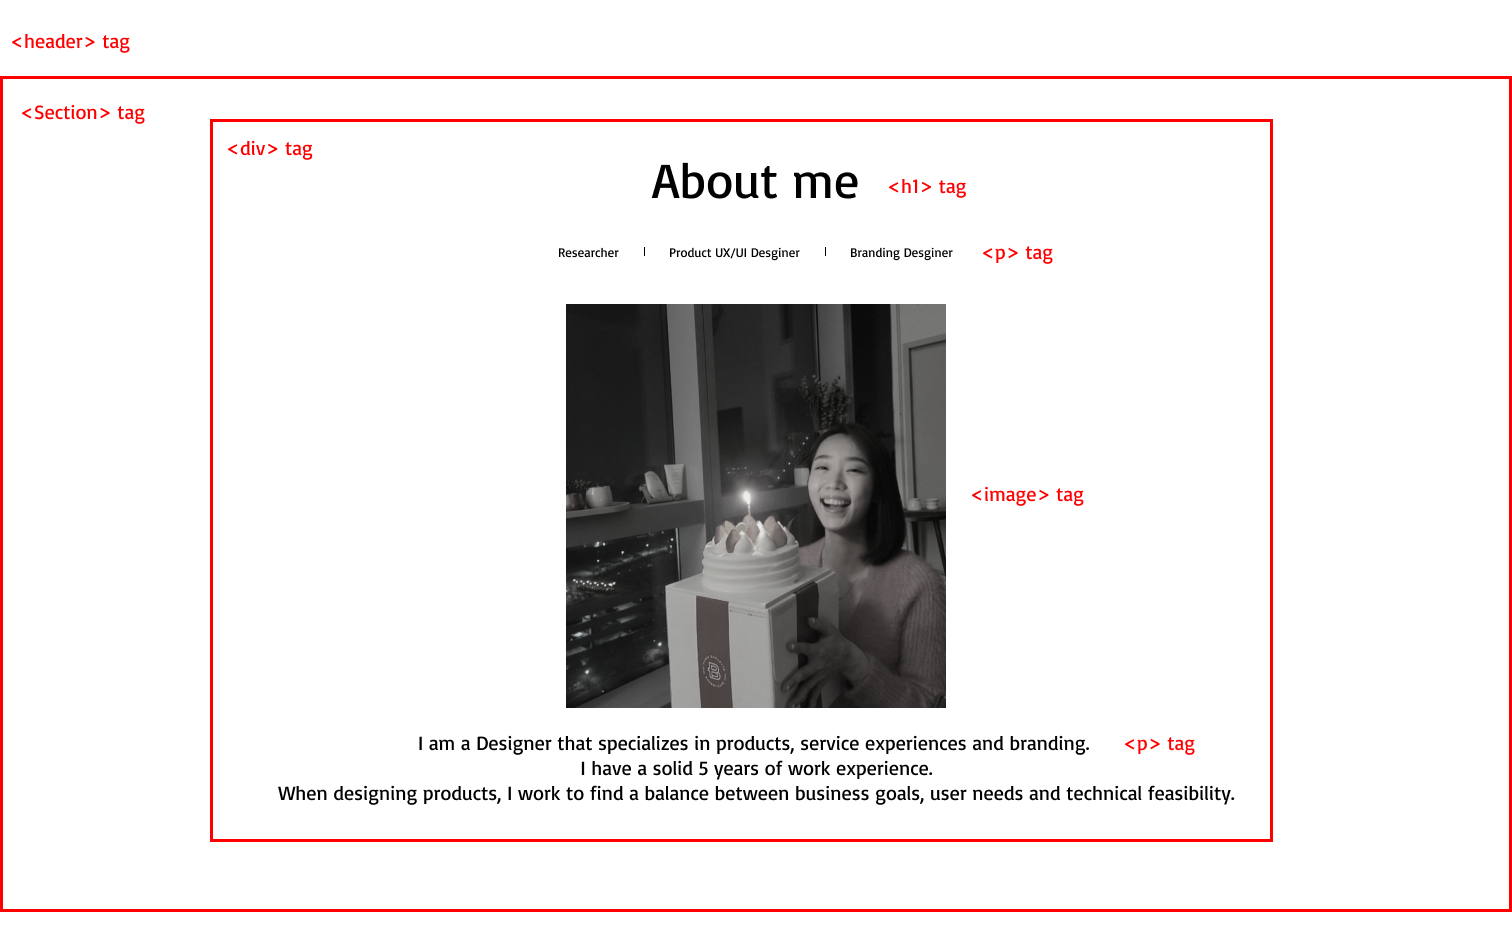 <header> tag
<Section> tag
<div> tag
About me <h1> tag
Researcher | Product UX/UI Desginer | Branding Desginer <p> tag
<image> tag
I am a Designer that specializes in products, service experiences and branding. <p> tag
I have a solid 5 years of work experience.
When designing products, I work to find a balance between business goals, user needs and technical feasibility.